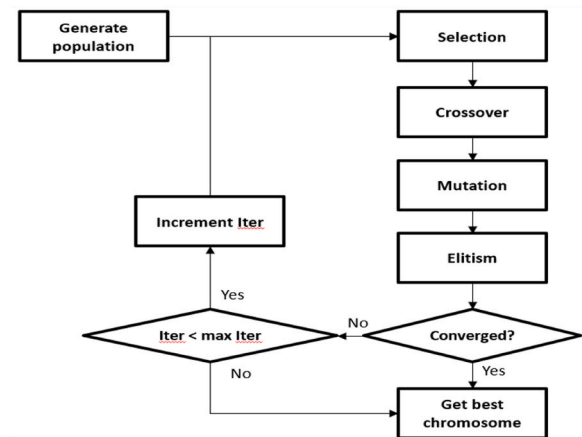 Generate
population
Selection
Crossover
Mutation
Increment Iter
Elitism
Yes
No
Iter < max Iter
Converged?
No
Yes
Get best
chromosome